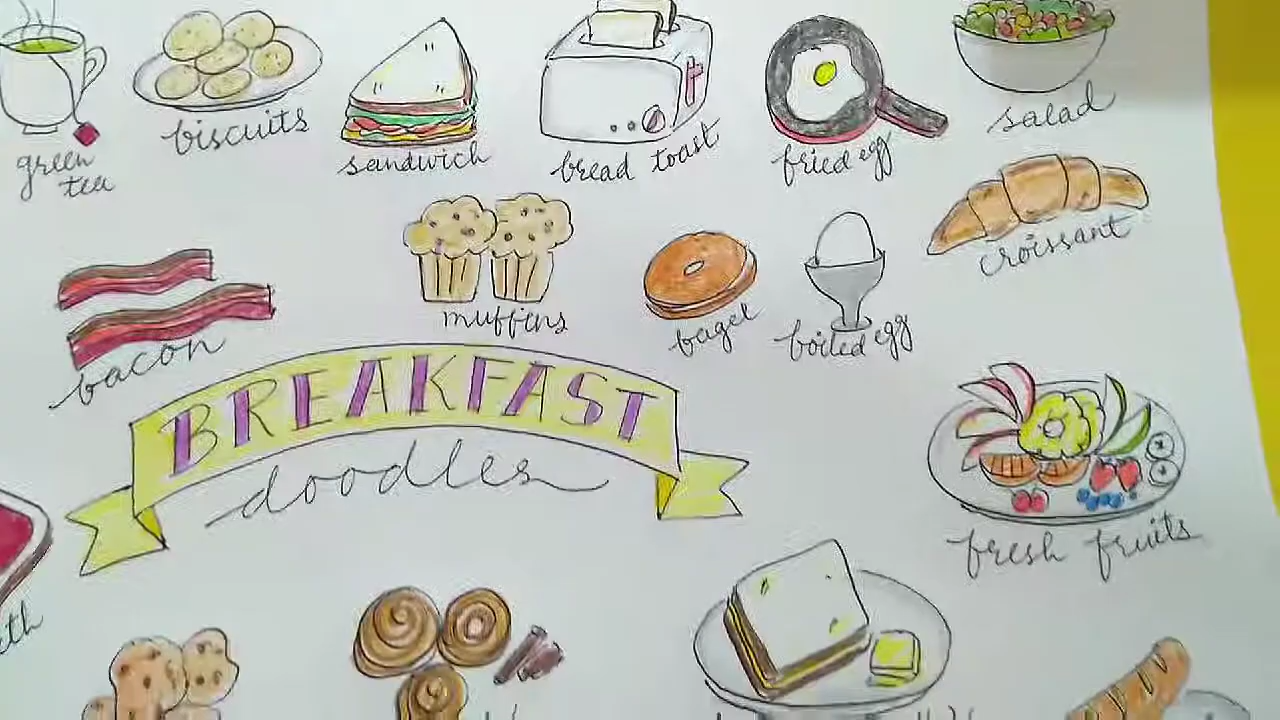 green
tea
biscuits
sandwich
bread toast
fried egg
salad
croissant
bacon
muffins
bagel
boiled egg
BREAKFAST
doodles
fresh fruits